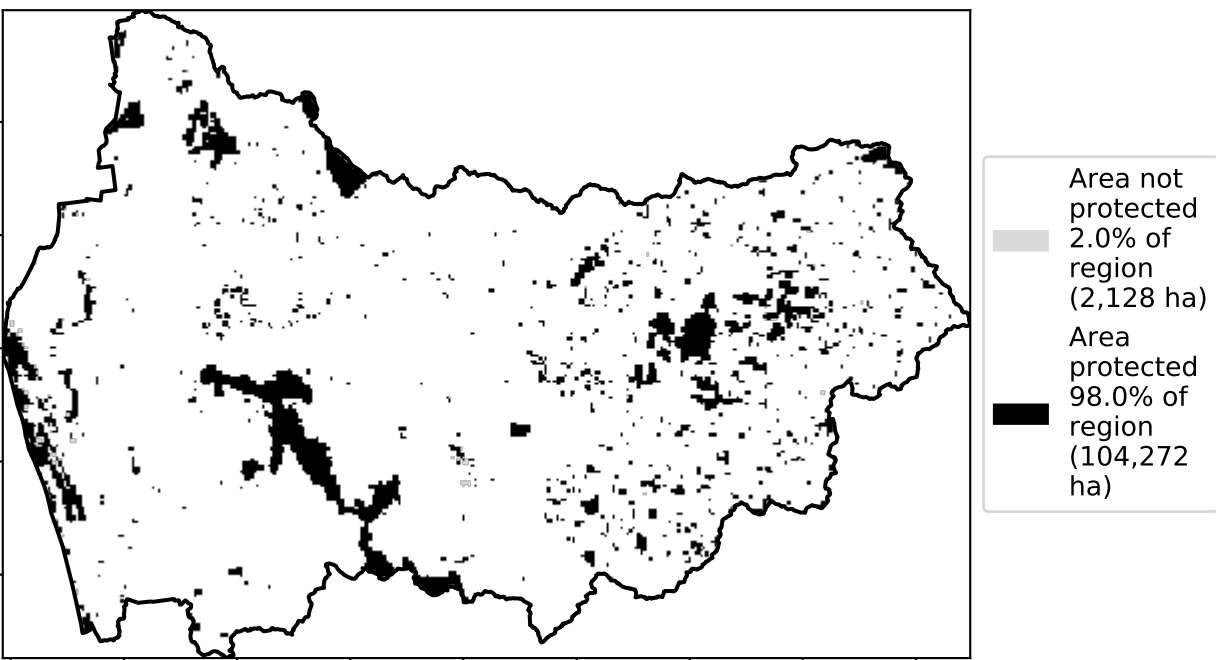 Area not
protected
2.0% of
region
(2,128 ha)
Area
protected
98.0% of
region
(104,272
ha)